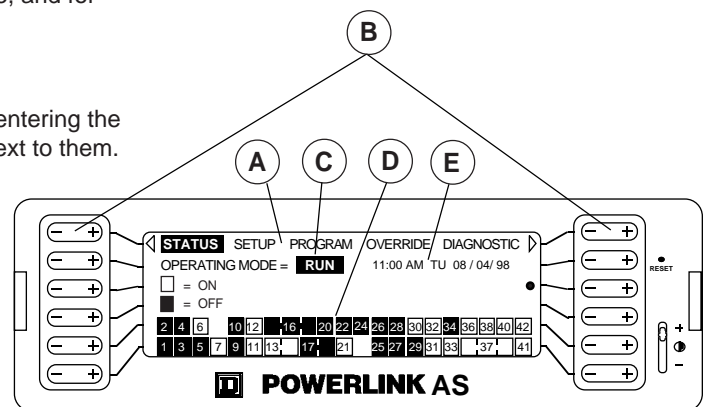 s, and for
B
entering the
ext to them.
A C D E
- + - +
STATUS SETUP PROGRAM OVERRIDE DIAGNOSTIC
OPERATING MODE = RUN 11:00 AM TU 08 / 04/ 98
- + - +
RESET
= ON
- + - +
= OFF
- + - +
2 4 6 10 12 16 20 22 24 26 28 30 32 34 36 38 40 42
- + - +
+
1 3 5 7 9 11 13 17 21 25 27 29 31 33 37 41
- + - +
-
D POWERLINK AS